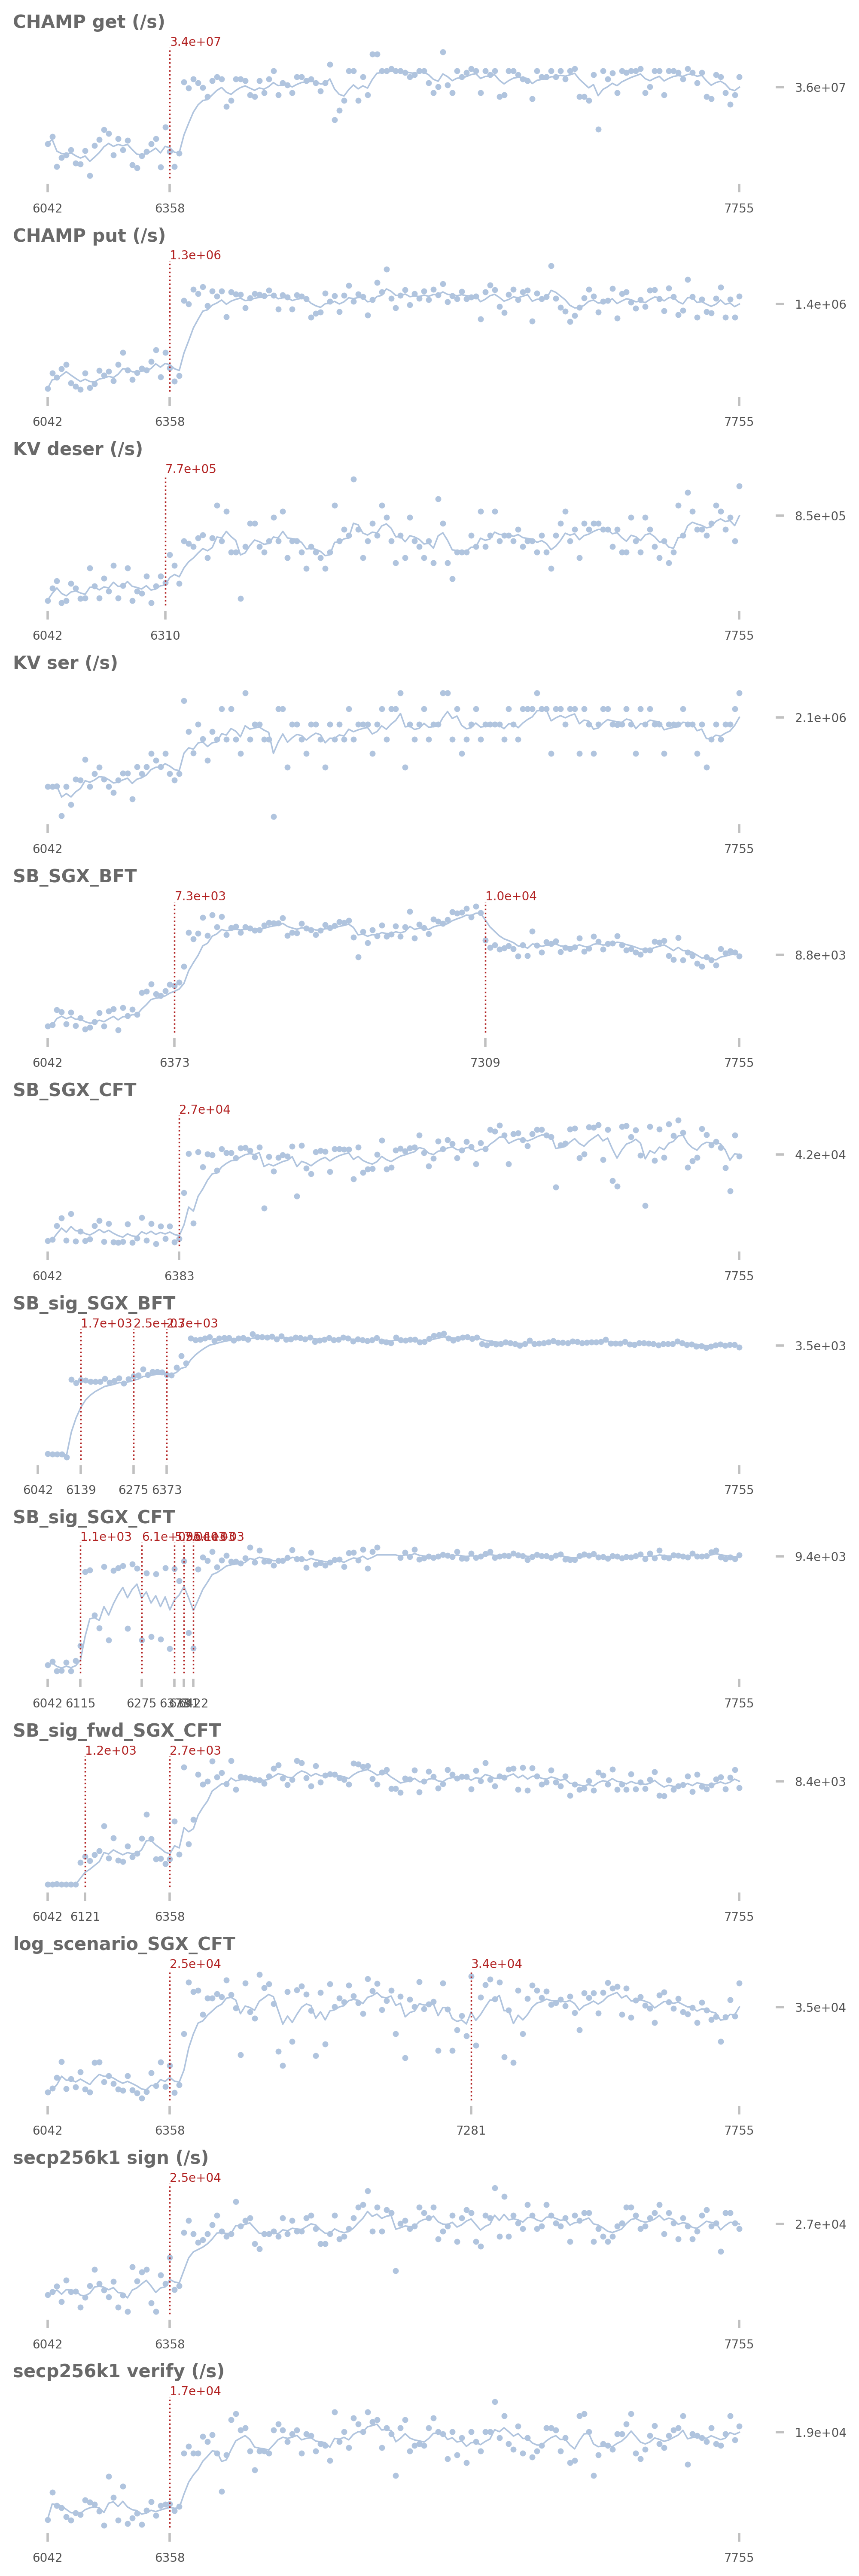 CHAMP get (/s)
3.4e+07
3.6e+07
6042 6358 7755
CHAMP put (/s)
1.3e+06
1.4e+06
6042 6358 7755
KV deser (/s)
7.7e+05
8.5e+05
6042 6310 7755
KV ser (/s)
2.1e+06
6042 7755
SB_SGX_BFT
7.3e+03 1.0e+04
8.8e+03
6042 6373 7309 7755
SB_SGX_CFT
2.7e+04
4.2e+04
6042 6383 7755
SB_sig_SGX_BFT
1.7e+03 2.5e+03 2.7e+03
3.5e+03
6042 6139 6275 6373 7755
SB_sig_SGX_CFT
1.1e+03
9.4e+03
6042 6115 6275 7755
SB_sig_fwd_SGX_CFT
1.2e+03 2.7e+03
8.4e+03
6042 6121 6358 7755
log_scenario_SGX_CFT
2.5e+04 3.4e+04
3.5e+04
6042 6358 7281 7755
secp256k1 sign (/s)
2.5e+04
2.7e+04
6042 6358 7755
secp256k1 verify (/s)
1.7e+04
1.9e+04
6042 6358 7755